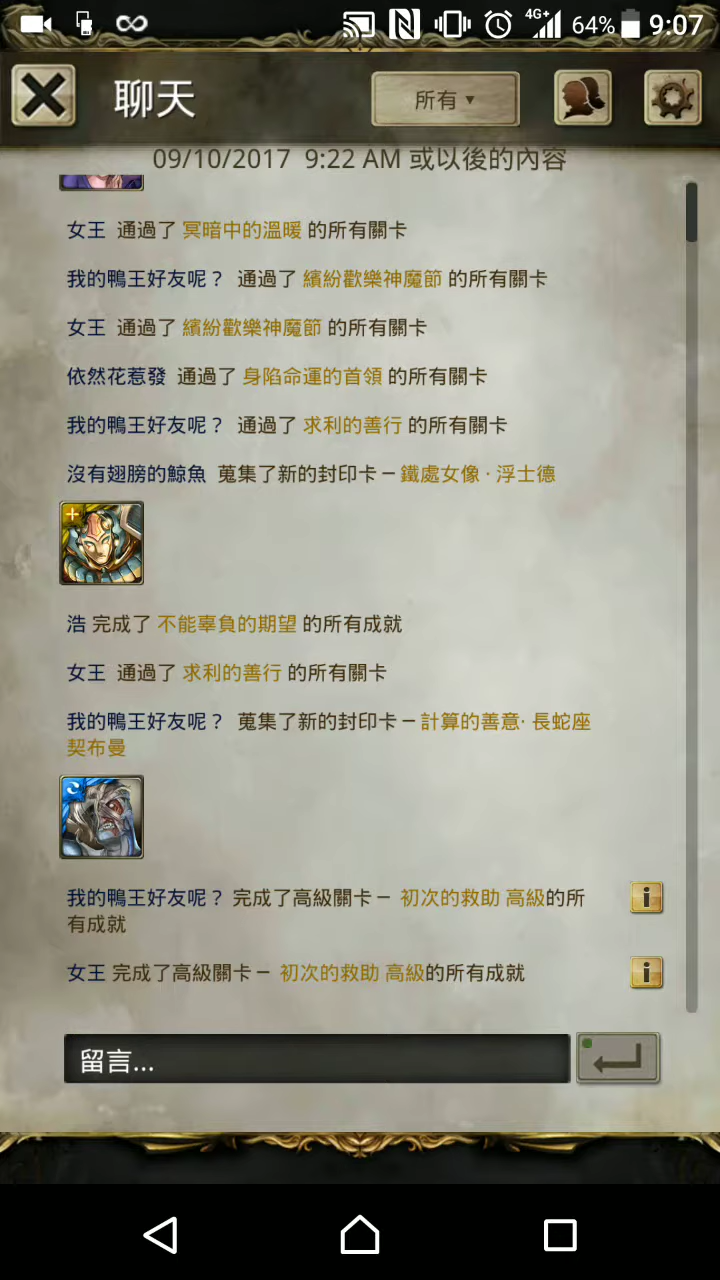 4G+ 64% 9:07
聊天
所有
09/10/2017 9:22 AM 或以後的內容
女王 通過了 冥暗中的溫暖 的所有關卡
我的鴨王好友呢？ 通過了 繽紛歡樂神魔節 的所有關卡
女王 通過了 繽紛歡樂神魔節 的所有關卡
依然花惹發 通過了 身陷命運的首領 的所有關卡
我的鴨王好友呢？ 通過了 求利的善行 的所有關卡
沒有翅膀的鯨魚 蒐集了新的封印卡－鐵處女像 · 浮士德
浩 完成了 不能辜負的期望 的所有成就
女王 通過了 求利的善行 的所有關卡
我的鴨王好友呢？ 蒐集了新的封印卡－計算的善意· 長蛇座
契布曼
我的鴨王好友呢？ 完成了高級關卡－ 初次的救助 高級的所
有成就
女王 完成了高級關卡－ 初次的救助 高級的所有成就
留言...